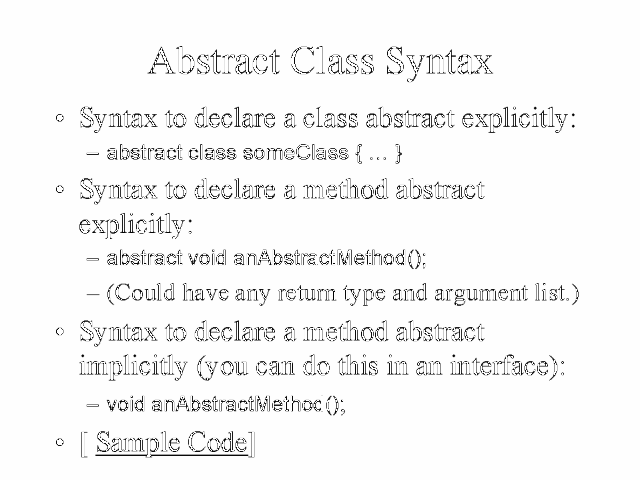 Abstract Class Syntax
• Syntax to declare a class abstract explicitly:
– abstract class someClass { ... }
• Syntax to declare a method abstract
explicitly:
– abstract void anAbstractMethod();
– (Could have any return type and argument list.)
• Syntax to declare a method abstract
implicitly (you can do this in an interface):
– void anAbstractMethod();
• [ Sample Code]